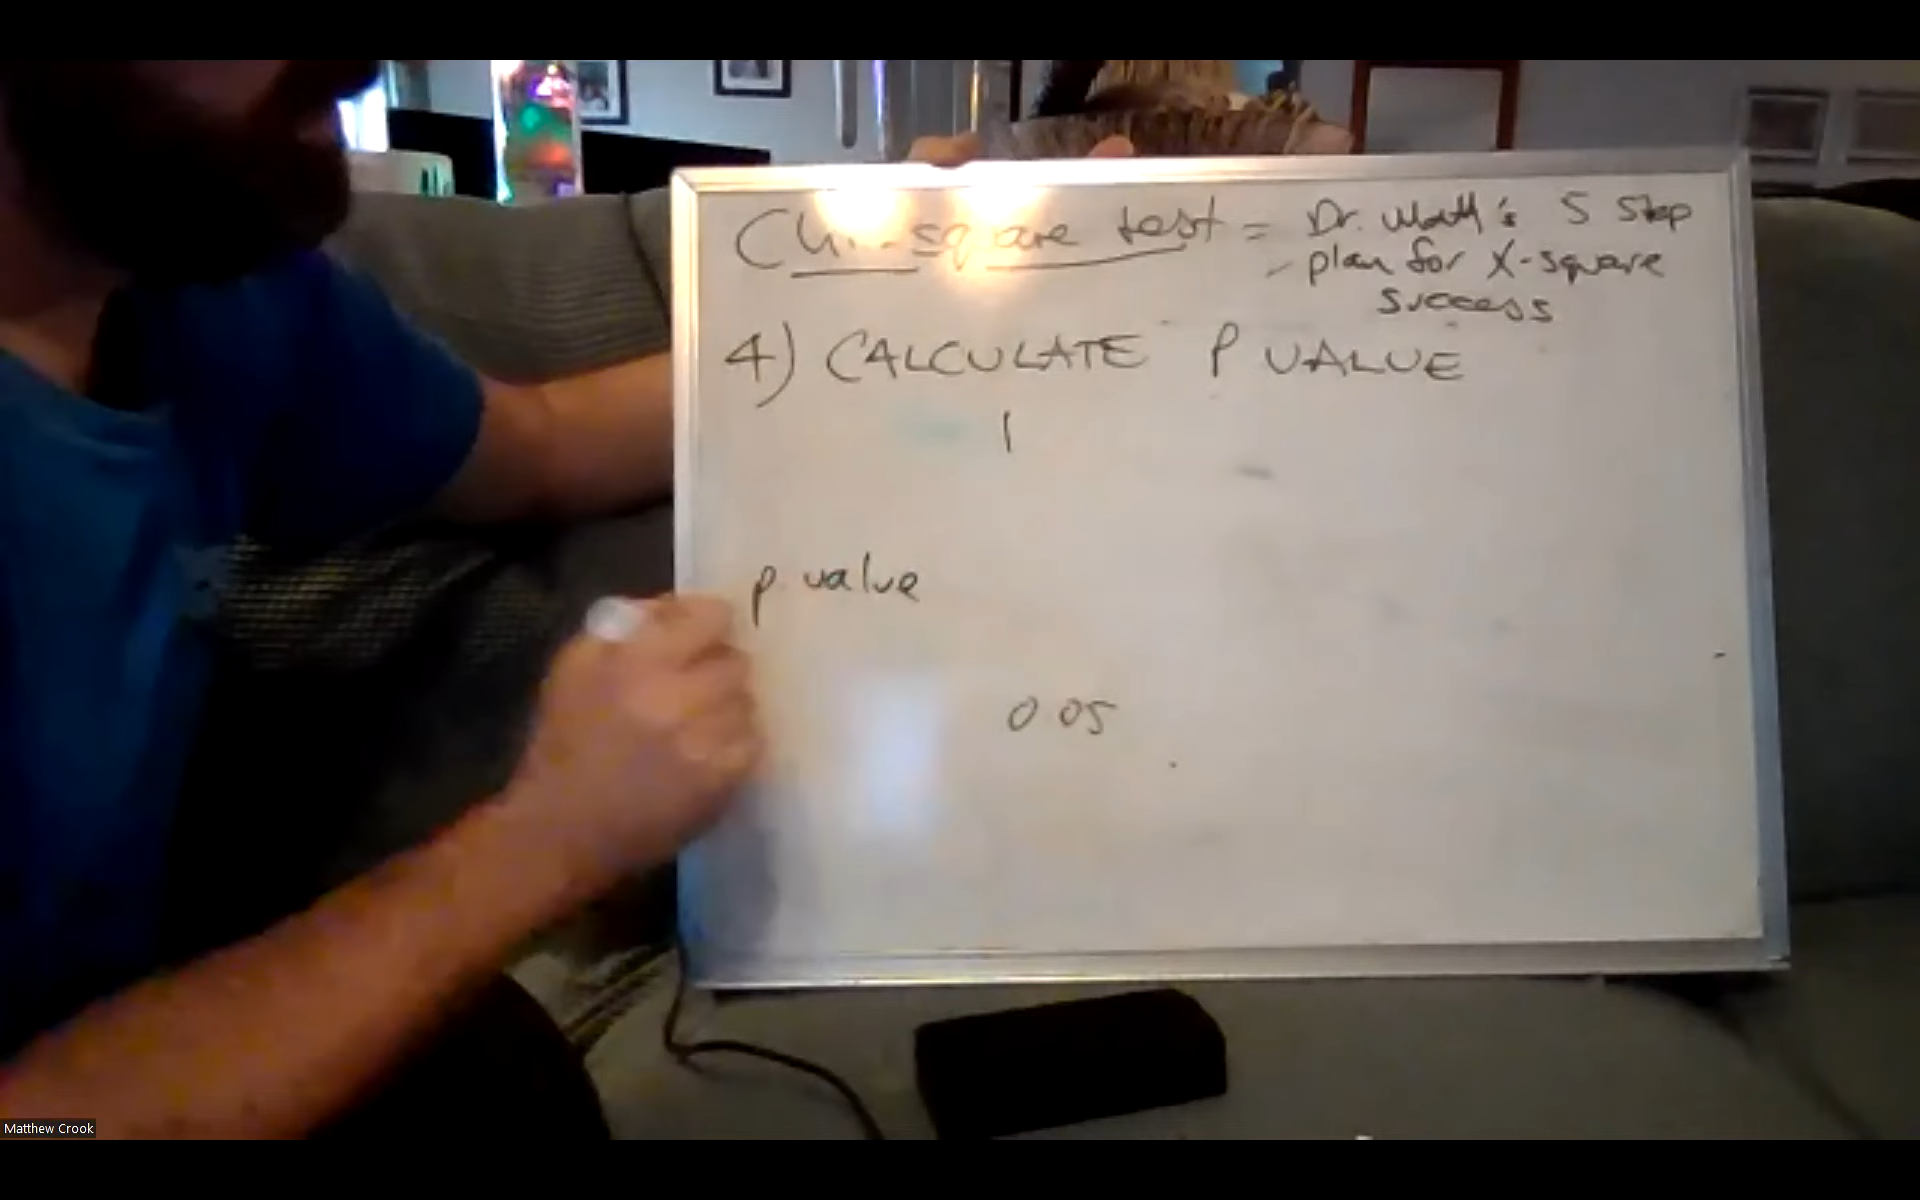 Chi-square test = Dr. Matt's 5 Step
plan for X-square
success
4) CALCULATE P VALUE
1
p value
0.05
Matthew Crook